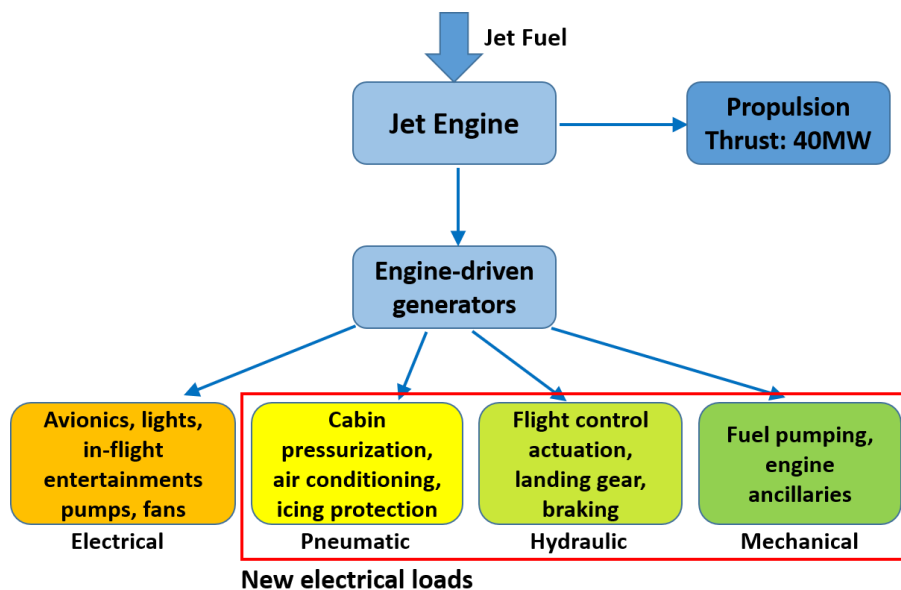 Jet Fuel
Jet Engine
Propulsion
Thrust: 40MW
Engine-driven
generators
Avionics, lights,
in-flight
entertainments
pumps, fans
Electrical
Cabin
pressurization,
air conditioning,
icing protection
Pneumatic
Flight control
actuation,
landing gear,
braking
Hydraulic
Fuel pumping,
engine
ancillaries
Mechanical
New electrical loads